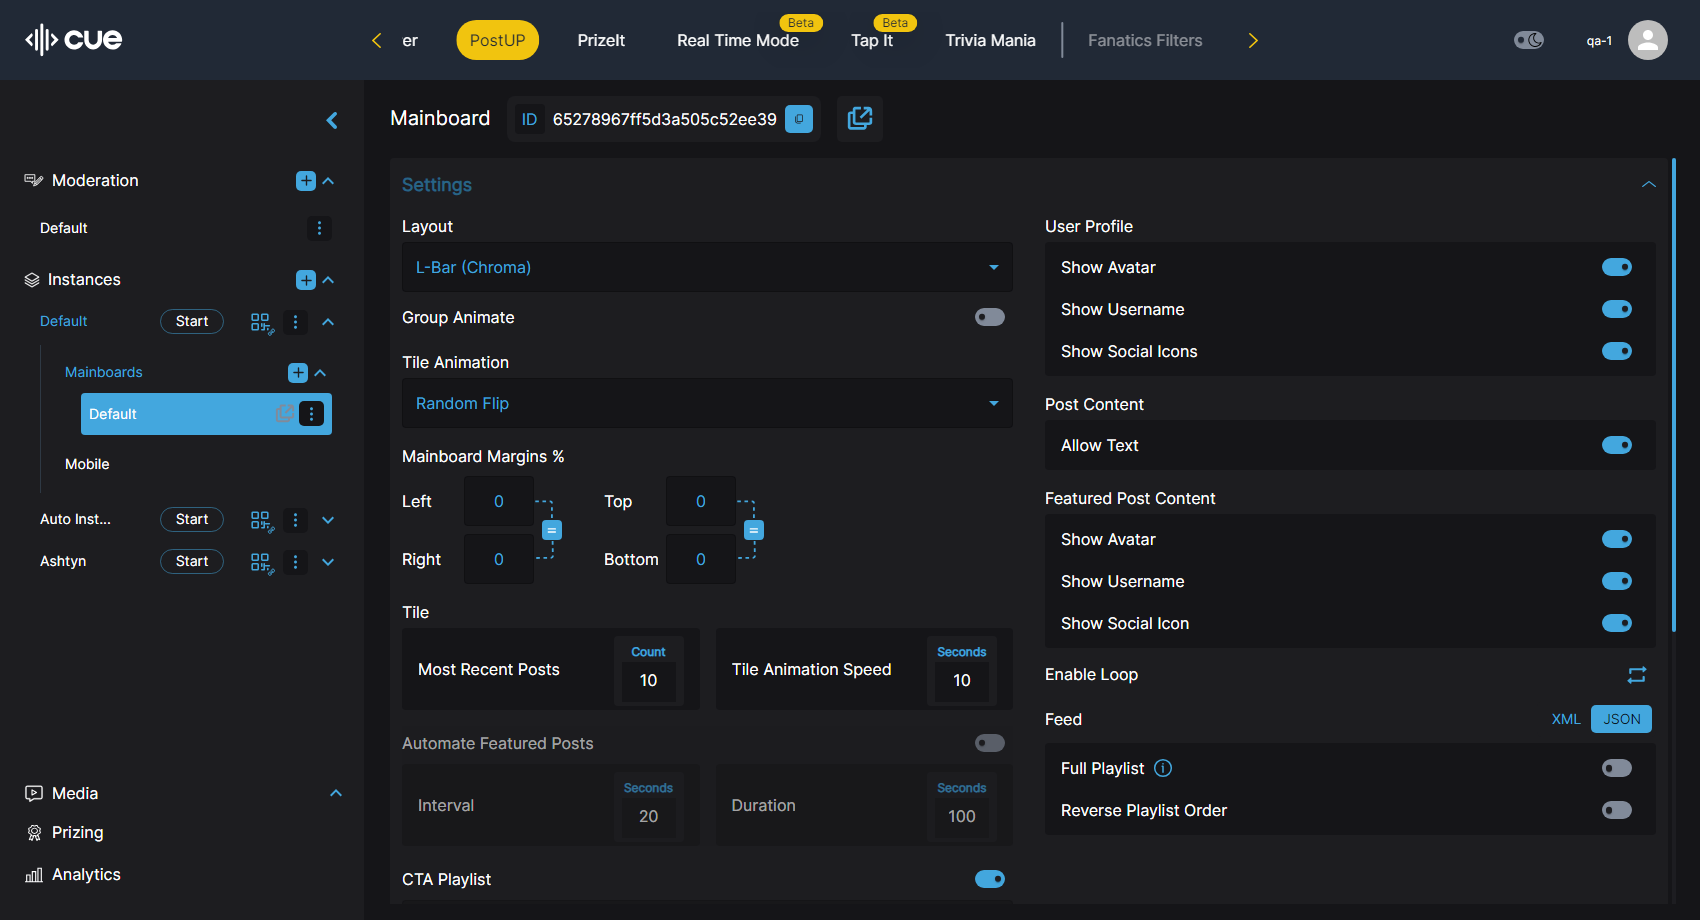 cue
er
PostUP
PrizeIt
Real Time Mode
Beta
Tap It
Beta
Trivia Mania
Fanatics Filters
qa-1
Moderation
Default
Instances
Default
Start
Mainboards
Default
Mobile
Auto Inst...
Start
Ashtyn
Start
Media
Prizing
Analytics
Mainboard
ID 65278967ff5d3a505c52ee39
Settings
Layout
L-Bar (Chroma)
Group Animate
Tile Animation
Random Flip
Mainboard Margins %
Left 0 Top 0
= =
Right 0 Bottom 0
Tile
Most Recent Posts
Count
10
Tile Animation Speed
Seconds
10
Automate Featured Posts
Interval
Seconds
20
Duration
Seconds
100
CTA Playlist
User Profile
Show Avatar
Show Username
Show Social Icons
Post Content
Allow Text
Featured Post Content
Show Avatar
Show Username
Show Social Icon
Enable Loop
Feed XML JSON
Full Playlist
Reverse Playlist Order